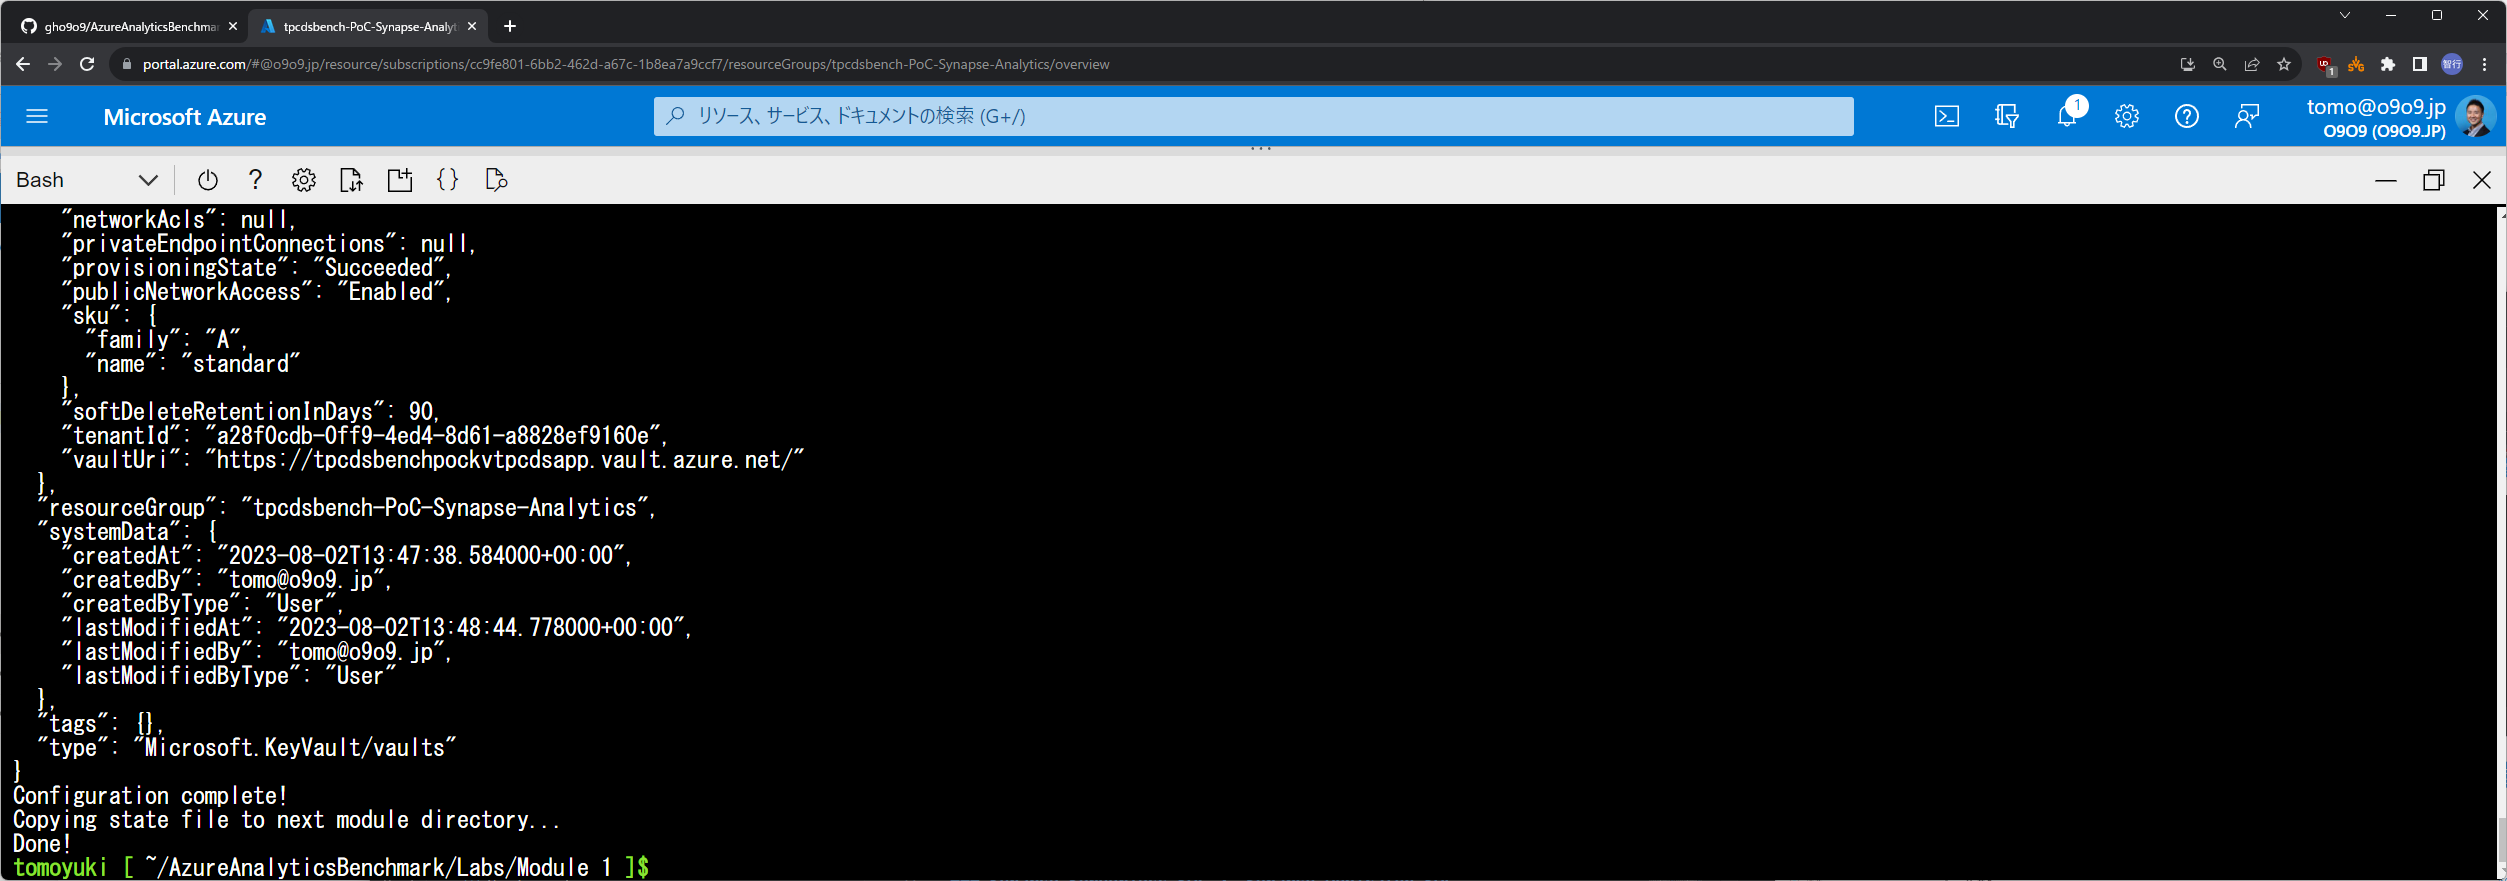 gho9o9/AzureAnalyticsBenchmar
tpcdsbench-PoC-Synapse-Analyt
portal.azure.com/#@o9o9.jp/resource/subscriptions/cc9fe801-6bb2-462d-a67c-1b8ea7a9ccf7/resourceGroups/tpcdsbench-PoC-Synapse-Analytics/overview
1
智行
Microsoft Azure
リソース、サービス、ドキュメントの検索 (G+/)
1
tomo@o9o9.jp
O9O9 (O9O9.JP)
Bash
"networkAcls": null,
"privateEndpointConnections": null,
"provisioningState": "Succeeded",
"publicNetworkAccess": "Enabled",
"sku": {
"family": "A",
"name": "standard"
},
"softDeleteRetentionInDays": 90,
"tenantId": "a28f0cdb-0ff9-4ed4-8d61-a8828ef9160e",
"vaultUri": "https://tpcdsbenchpockvtpcdsapp.vault.azure.net/"
},
"resourceGroup": "tpcdsbench-PoC-Synapse-Analytics",
"systemData": {
"createdAt": "2023-08-02T13:47:38.584000+00:00",
"createdBy": "tomo@o9o9.jp",
"createdByType": "User",
"lastModifiedAt": "2023-08-02T13:48:44.778000+00:00",
"lastModifiedBy": "tomo@o9o9.jp",
"lastModifiedByType": "User"
},
"tags": {},
"type": "Microsoft.KeyVault/vaults"
}
Configuration complete!
Copying state file to next module directory...
Done!
tomoyuki [ ~/AzureAnalyticsBenchmark/Labs/Module 1 ]$